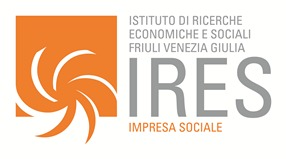 ISTITUTO DI RICERCHE
ECONOMICHE E SOCIALI
FRIULI VENEZIA GIULIA
IRES
IMPRESA SOCIALE